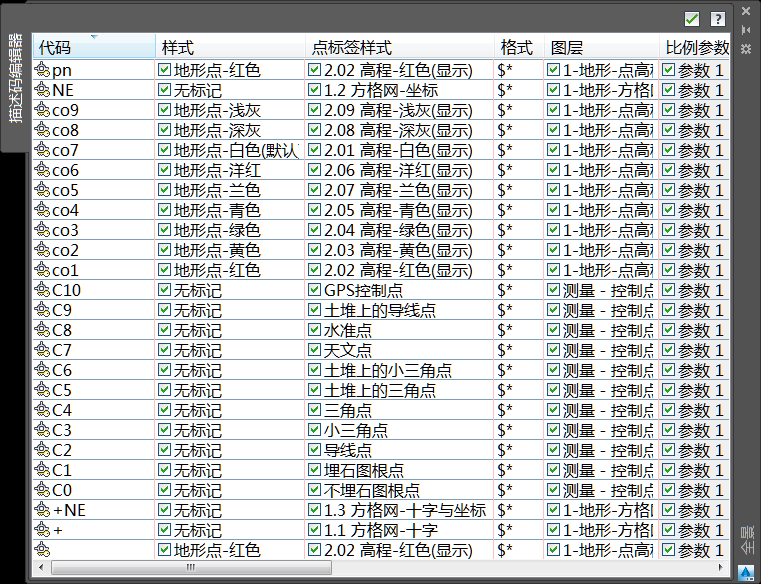 描述码编辑器
代码 样式 点标签样式 格式 图层 比例参数
pn 地形点-红色 2.02 高程-红色(显示) $* 1-地形-点高程 参数 1
NE 无标记 1.2 方格网-坐标 $* 1-地形-方格网 参数 1
co9 地形点-浅灰 2.09 高程-浅灰(显示) $* 1-地形-点高程 参数 1
co8 地形点-深灰 2.08 高程-深灰(显示) $* 1-地形-点高程 参数 1
co7 地形点-白色(默认) 2.01 高程-白色(显示) $* 1-地形-点高程 参数 1
co6 地形点-洋红 2.06 高程-洋红(显示) $* 1-地形-点高程 参数 1
co5 地形点-兰色 2.07 高程-兰色(显示) $* 1-地形-点高程 参数 1
co4 地形点-青色 2.05 高程-青色(显示) $* 1-地形-点高程 参数 1
co3 地形点-绿色 2.04 高程-绿色(显示) $* 1-地形-点高程 参数 1
co2 地形点-黄色 2.03 高程-黄色(显示) $* 1-地形-点高程 参数 1
co1 地形点-红色 2.02 高程-红色(显示) $* 1-地形-点高程 参数 1
C10 无标记 GPS控制点 $* 测量 - 控制点 参数 1
C9 无标记 土堆上的导线点 $* 测量 - 控制点 参数 1
C8 无标记 水准点 $* 测量 - 控制点 参数 1
C7 无标记 天文点 $* 测量 - 控制点 参数 1
C6 无标记 土堆上的小三角点 $* 测量 - 控制点 参数 1
C5 无标记 土堆上的三角点 $* 测量 - 控制点 参数 1
C4 无标记 三角点 $* 测量 - 控制点 参数 1
C3 无标记 小三角点 $* 测量 - 控制点 参数 1
C2 无标记 导线点 $* 测量 - 控制点 参数 1
C1 无标记 埋石图根点 $* 测量 - 控制点 参数 1
C0 无标记 不埋石图根点 $* 测量 - 控制点 参数 1
+NE 无标记 1.3 方格网-十字与坐标 $* 1-地形-方格网 参数 1
+ 无标记 1.1 方格网-十字 $* 1-地形-方格网 参数 1
地形点-红色 2.02 高程-红色(显示) $* 1-地形-点高程 参数 1
全景